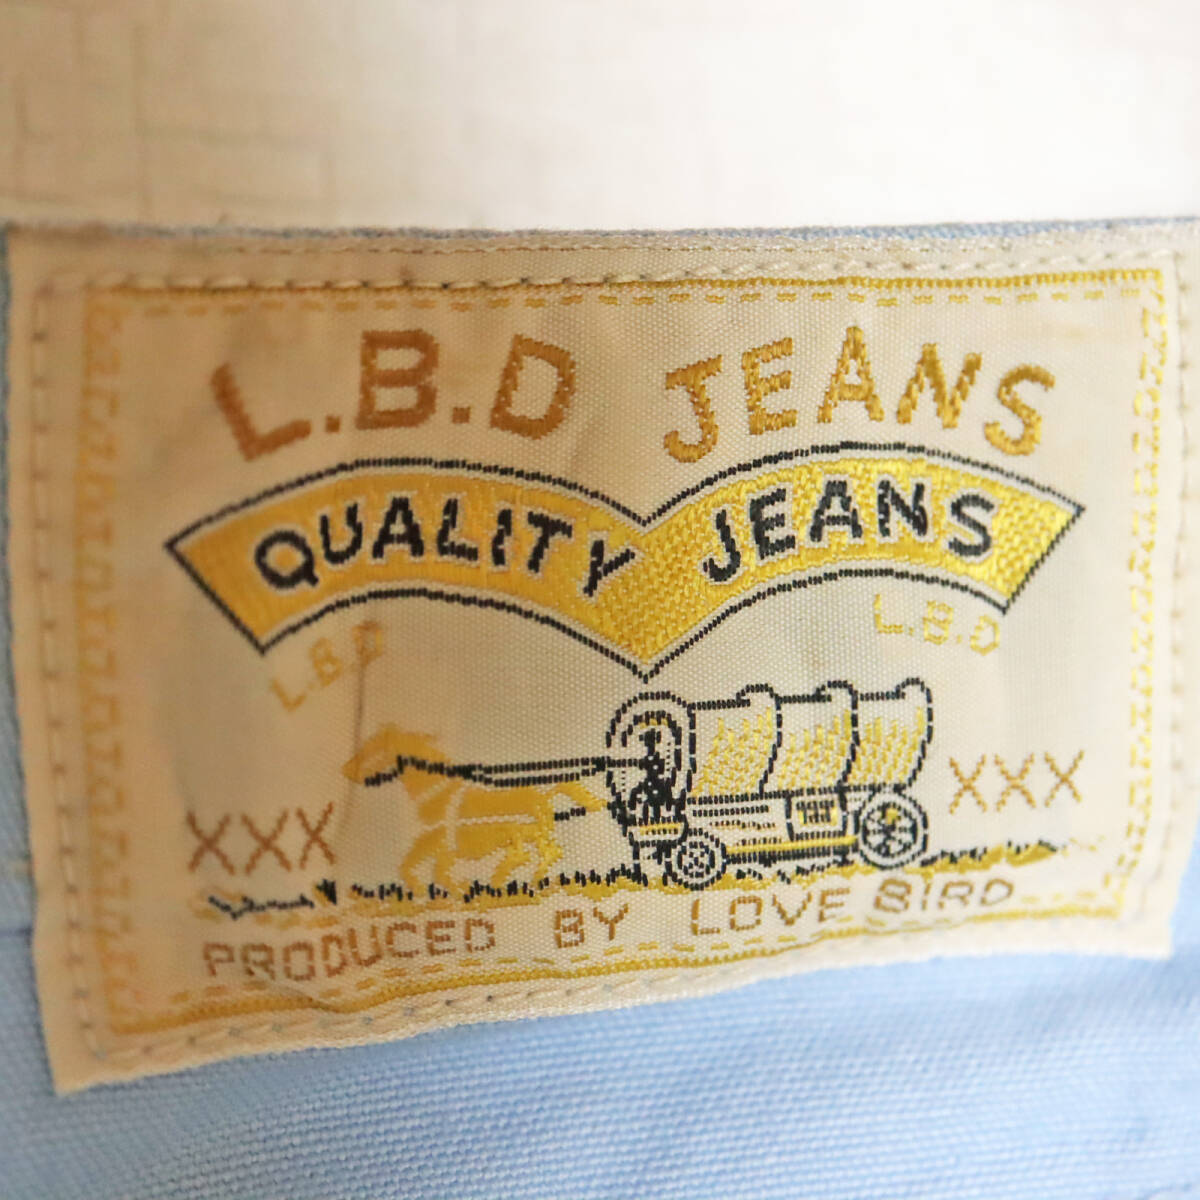 L.B.D JEANS
QUALITY JEANS
L.B.D
L.B.D
XXX
XXX
PRODUCED BY LOVE BIRD